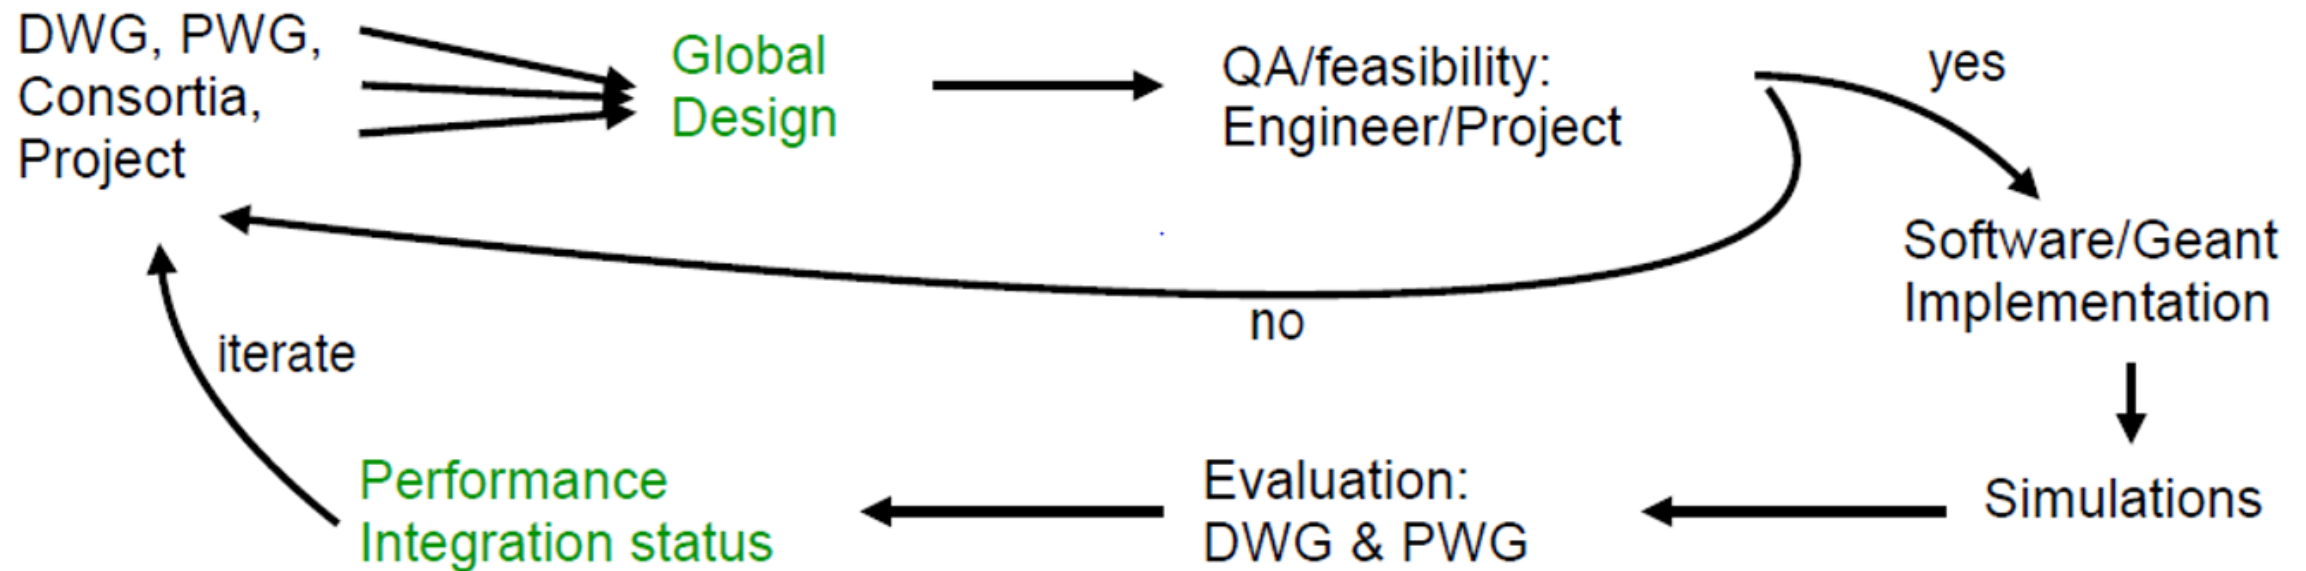 DWG, PWG,
Consortia,
Project
Global
Design
QA/feasibility:
Engineer/Project
yes
Software/Geant
Implementation
no
iterate
Performance
Integration status
Evaluation:
DWG & PWG
Simulations